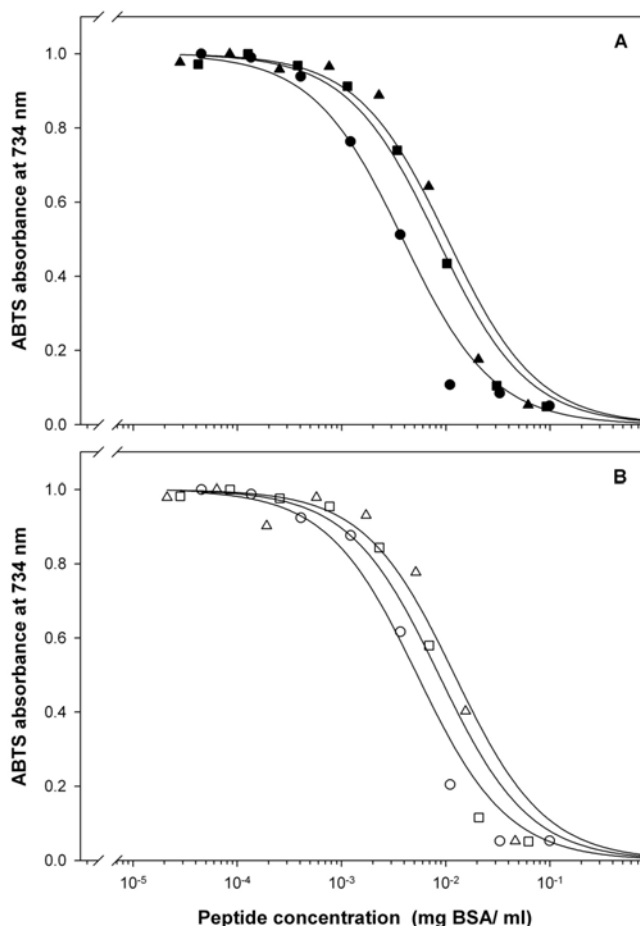 A
1.0
0.8
0.6
0.4
0.2
0.0
ABTS absorbance at 734 nm
B
1.0
0.8
0.6
0.4
0.2
0.0
ABTS absorbance at 734 nm
10⁻⁵ 10⁻⁴ 10⁻³ 10⁻² 10⁻¹
Peptide concentration (mg BSA/ ml)